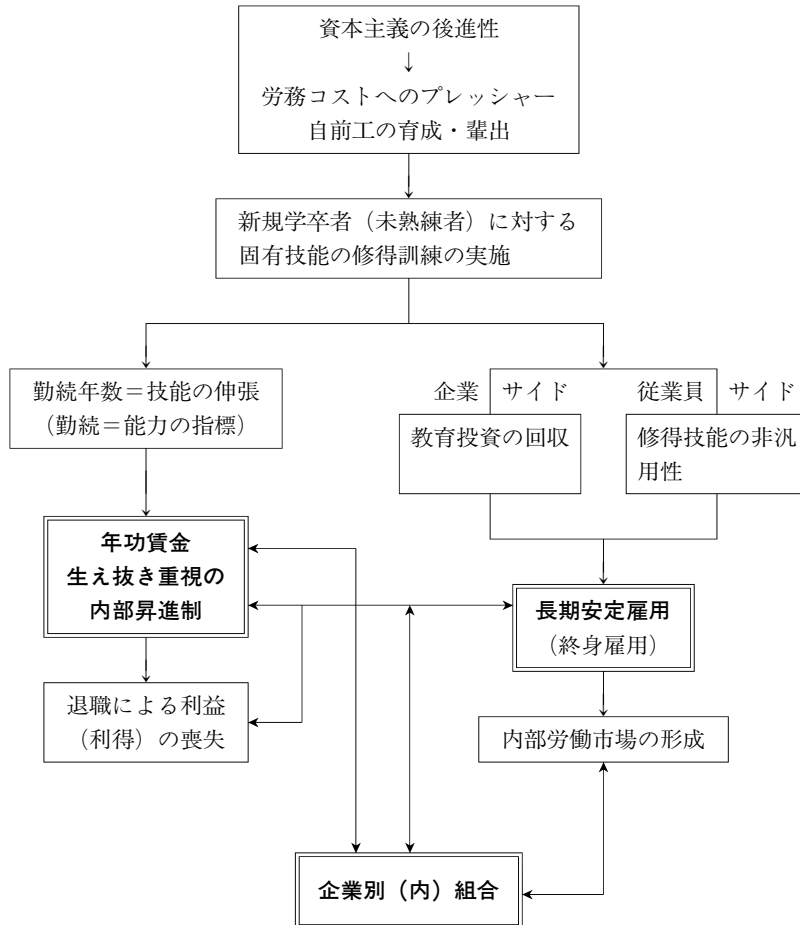 資本主義の後進性
↓
労務コストへのプレッシャー
自前工の育成・輩出
新規学卒者（未熟練者）に対する
固有技能の修得訓練の実施
勤続年数＝技能の伸張
（勤続＝能力の指標）
企業 サイド
教育投資の回収
従業員 サイド
修得技能の非汎
用性
年功賃金
生え抜き重視の
内部昇進制
長期安定雇用
（終身雇用）
退職による利益
（利得）の喪失
内部労働市場の形成
企業別（内）組合